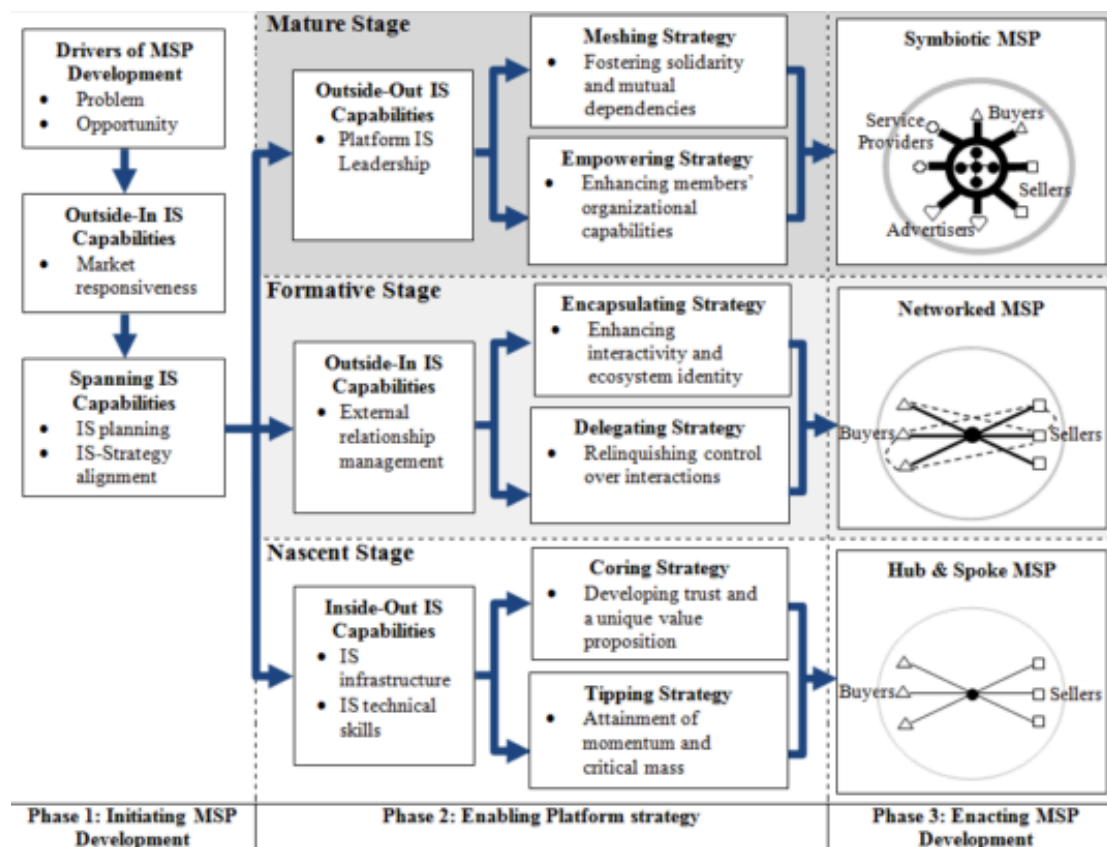 Drivers of MSP
Development
• Problem
• Opportunity
Outside-In IS
Capabilities
• Market
responsiveness
Spanning IS
Capabilities
• IS planning
• IS-Strategy
alignment
Mature Stage
Outside-Out IS
Capabilities
• Platform IS
Leadership
Meshing Strategy
• Fostering solidarity
and mutual
dependencies
Empowering Strategy
• Enhancing members’
organizational
capabilities
Symbiotic MSP
Service
Providers
Buyers
Sellers
Advertisers
Formative Stage
Outside-In IS
Capabilities
• External
relationship
management
Encapsulating Strategy
• Enhancing
interactivity and
ecosystem identity
Delegating Strategy
• Relinquishing control
over interactions
Networked MSP
Buyers
Sellers
Nascent Stage
Inside-Out IS
Capabilities
• IS
infrastructure
• IS technical
skills
Coring Strategy
• Developing trust and
a unique value
proposition
Tipping Strategy
• Attainment of
momentum and
critical mass
Hub & Spoke MSP
Buyers
Sellers
Phase 1: Initiating MSP
Development
Phase 2: Enabling Platform strategy
Phase 3: Enacting MSP
Development